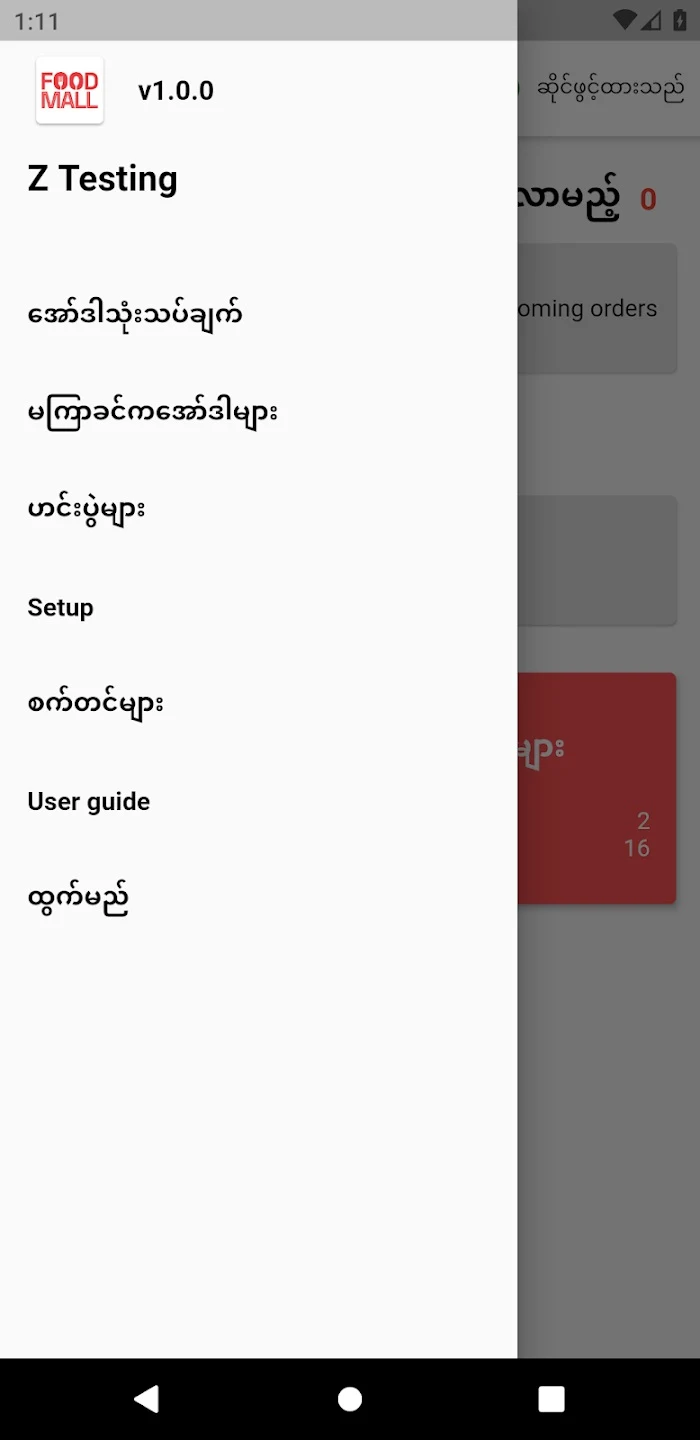 1:11
FOOD
MALL
v1.0.0
ဆိုင်ဖွင့်ထားသည်
Z Testing
လာမည့် 0
အော်ဒါသုံးသပ်ချက်
oming orders
မကြာခင်ကအော်ဒါများ
ဟင်းပွဲများ
Setup
စက်တင်များ
များ
User guide
2
16
ထွက်မည်